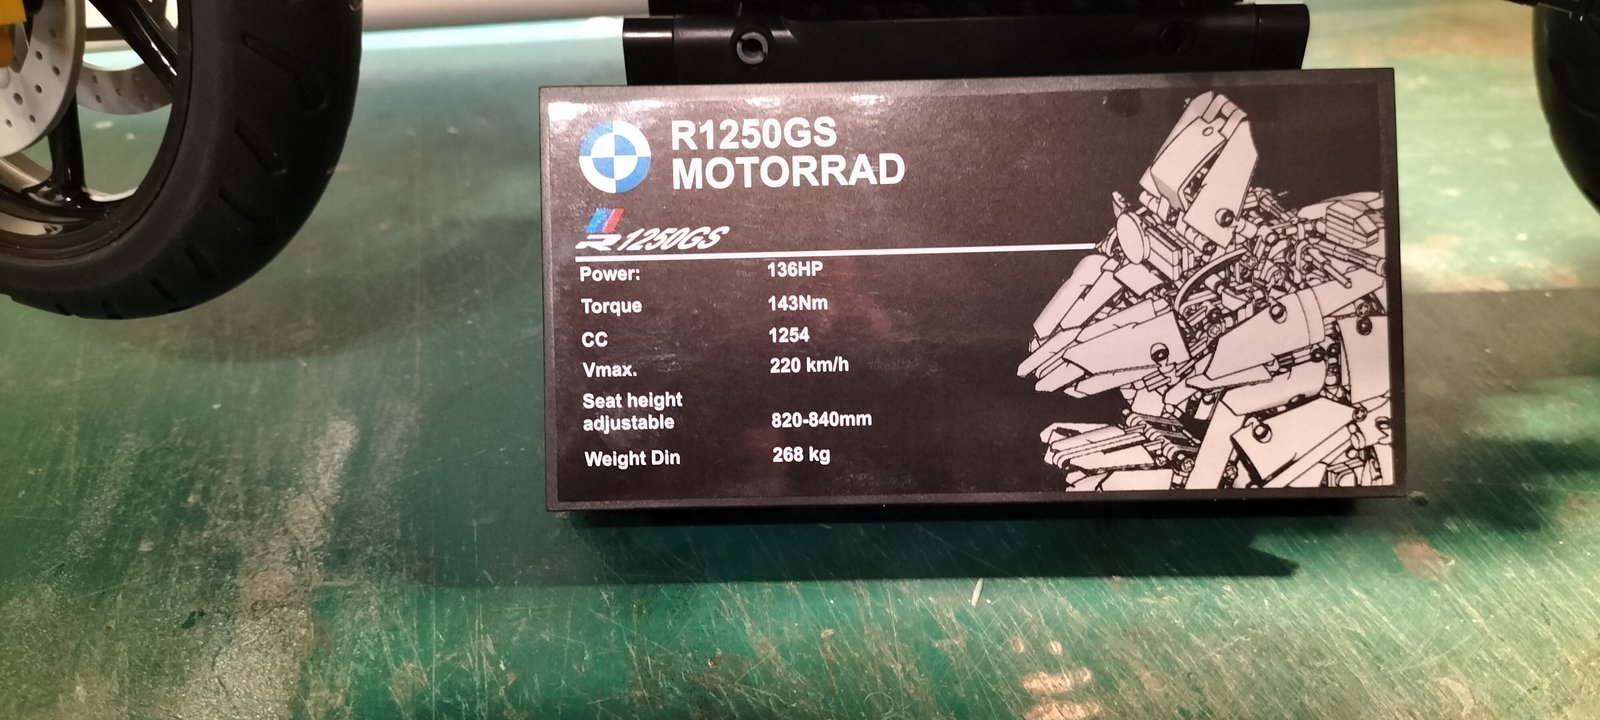 R1250GS
MOTORRAD
R 1250GS
Power: 136HP
Torque 143Nm
CC 1254
Vmax. 220 km/h
Seat height
adjustable 820-840mm
Weight Din 268 kg